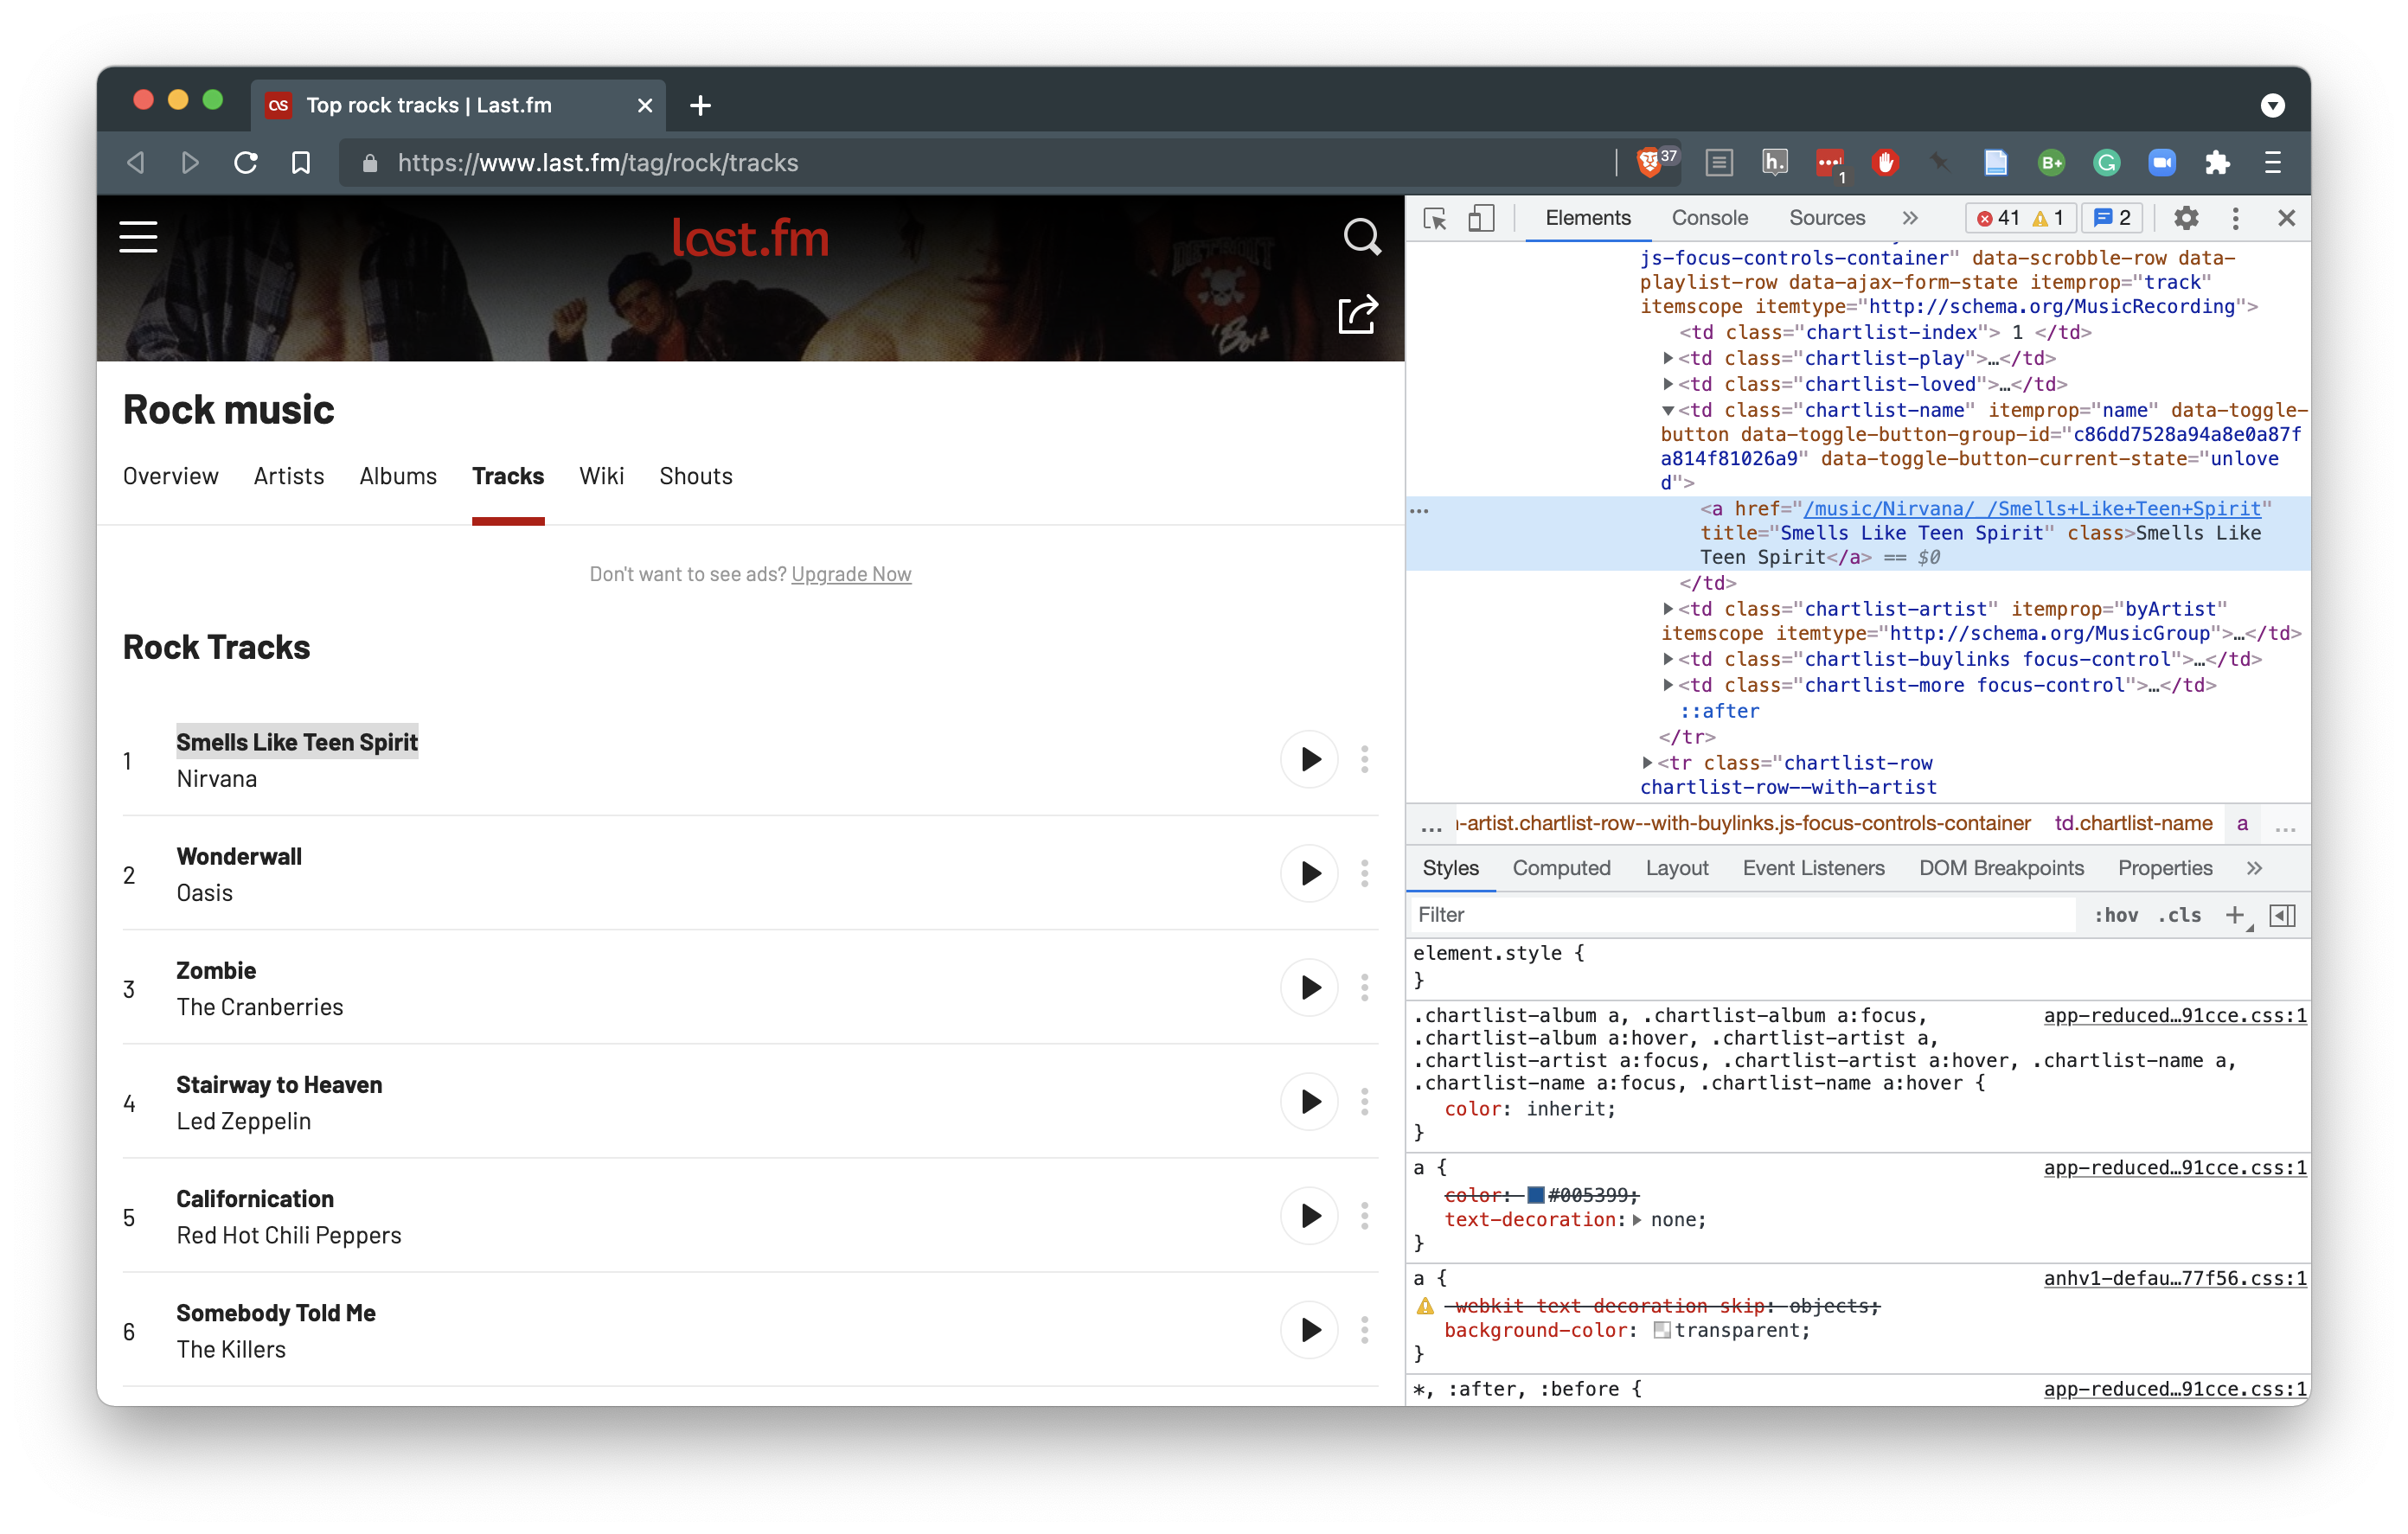 Top rock tracks | Last.fm
https://www.last.fm/tag/rock/tracks
37
h.
1
B+
last.fm
Rock music
Overview Artists Albums Tracks Wiki Shouts
Don't want to see ads? Upgrade Now
Rock Tracks
1
Smells Like Teen Spirit
Nirvana
2
Wonderwall
Oasis
3
Zombie
The Cranberries
4
Stairway to Heaven
Led Zeppelin
5
Californication
Red Hot Chili Peppers
6
Somebody Told Me
The Killers
Elements Console Sources » 41 1 2
js-focus-controls-container" data-scrobble-row data-
playlist-row data-ajax-form-state itemprop="track"
itemscope itemtype="http://schema.org/MusicRecording">
<td class="chartlist-index"> 1 </td>
<td class="chartlist-play">…</td>
<td class="chartlist-loved">…</td>
<td class="chartlist-name" itemprop="name" data-toggle-
button data-toggle-button-group-id="c86dd7528a94a8e0a87f
a814f81026a9" data-toggle-button-current-state="unlove
d">
<a href="/music/Nirvana/_/Smells+Like+Teen+Spirit"
title="Smells Like Teen Spirit" class>Smells Like
Teen Spirit</a> == $0
</td>
<td class="chartlist-artist" itemprop="byArtist"
itemscope itemtype="http://schema.org/MusicGroup">…</td>
<td class="chartlist-buylinks focus-control">…</td>
<td class="chartlist-more focus-control">…</td>
::after
</tr>
<tr class="chartlist-row
chartlist-row--with-artist
… -artist.chartlist-row--with-buylinks.js-focus-controls-container td.chartlist-name a …
Styles Computed Layout Event Listeners DOM Breakpoints Properties »
Filter :hov .cls +
element.style {
}
.chartlist-album a, .chartlist-album a:focus, app-reduced…91cce.css:1
.chartlist-album a:hover, .chartlist-artist a,
.chartlist-artist a:focus, .chartlist-artist a:hover, .chartlist-name a,
.chartlist-name a:focus, .chartlist-name a:hover {
color: inherit;
}
a { app-reduced…91cce.css:1
color: #005399;
text-decoration: none;
}
a { anhv1-defau…77f56.css:1
-webkit-text-decoration-skip: objects;
background-color: transparent;
}
*, :after, :before { app-reduced…91cce.css:1